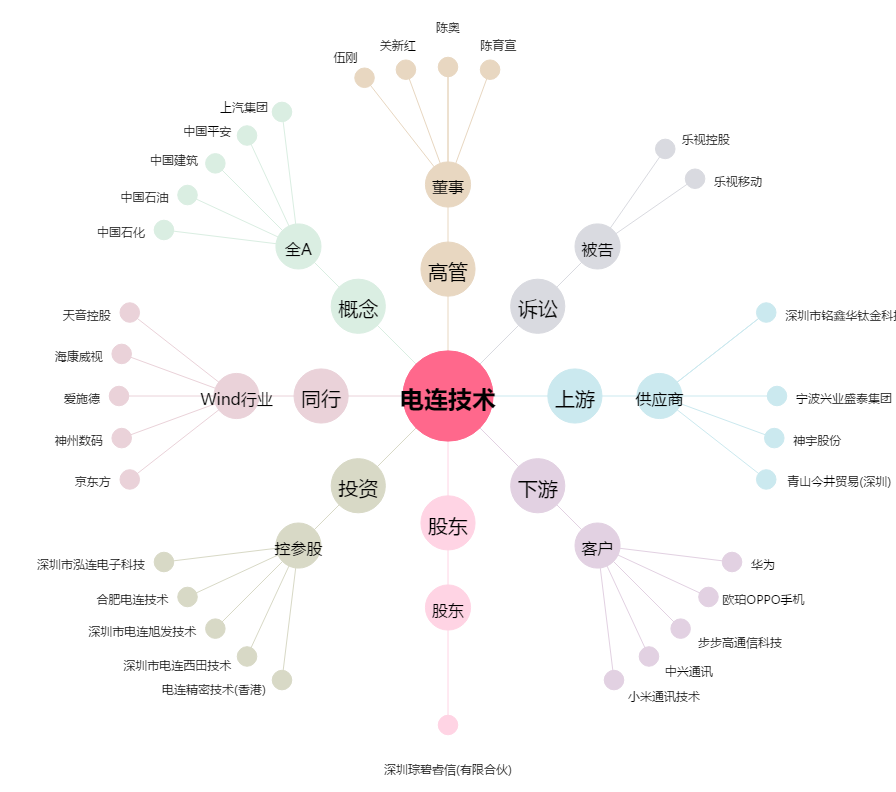 陈奥
关新红
陈育宣
伍刚
上汽集团
中国平安
乐视控股
中国建筑
乐视移动
董事
中国石油
中国石化
全A
被告
高管
概念
诉讼
天音控股
深圳市铭鑫华钛金科技
海康威视
爱施德
Wind行业
同行
电连技术
上游
供应商
宁波兴业盛泰集团
神州数码
神宇股份
京东方
青山今井贸易(深圳)
投资
下游
股东
控参股
客户
深圳市泓连电子科技
华为
合肥电连技术
欧珀OPPO手机
股东
深圳市电连旭发技术
步步高通信科技
深圳市电连西田技术
中兴通讯
电连精密技术(香港)
小米通讯技术
深圳琮碧睿信(有限合伙)